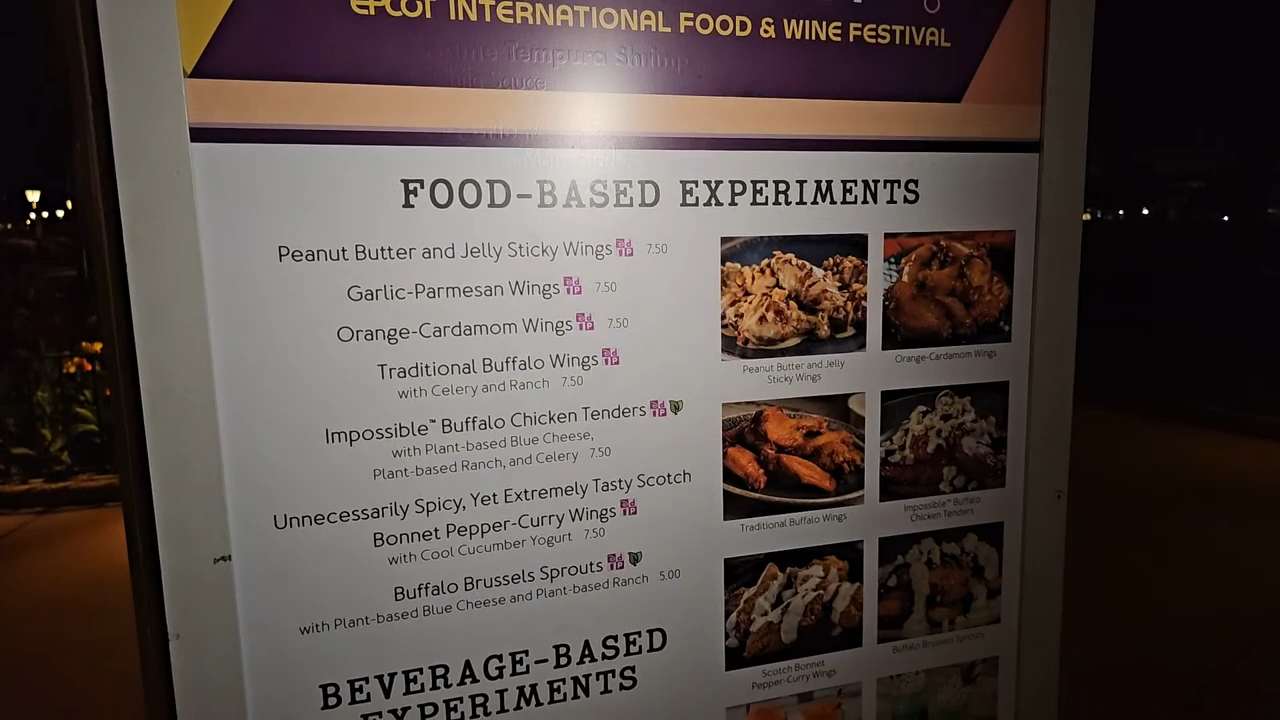 EPCOT INTERNATIONAL FOOD & WINE FESTIVAL
Tempura Shrimp
Sauce
FOOD-BASED EXPERIMENTS
Peanut Butter and Jelly Sticky Wings 7.50
Garlic-Parmesan Wings 7.50
Orange-Cardamom Wings 7.50
Traditional Buffalo Wings
with Celery and Ranch 7.50
Impossible™ Buffalo Chicken Tenders
with Plant-based Blue Cheese,
Plant-based Ranch, and Celery 7.50
Unnecessarily Spicy, Yet Extremely Tasty Scotch
Bonnet Pepper-Curry Wings
with Cool Cucumber Yogurt 7.50
Buffalo Brussels Sprouts
with Plant-based Blue Cheese and Plant-based Ranch 5.00
BEVERAGE-BASED
EXPERIMENTS
Peanut Butter and Jelly
Sticky Wings
Orange-Cardamom Wings
Traditional Buffalo Wings
Impossible™ Buffalo
Chicken Tenders
Scotch Bonnet
Pepper-Curry Wings
Buffalo Brussels Sprouts